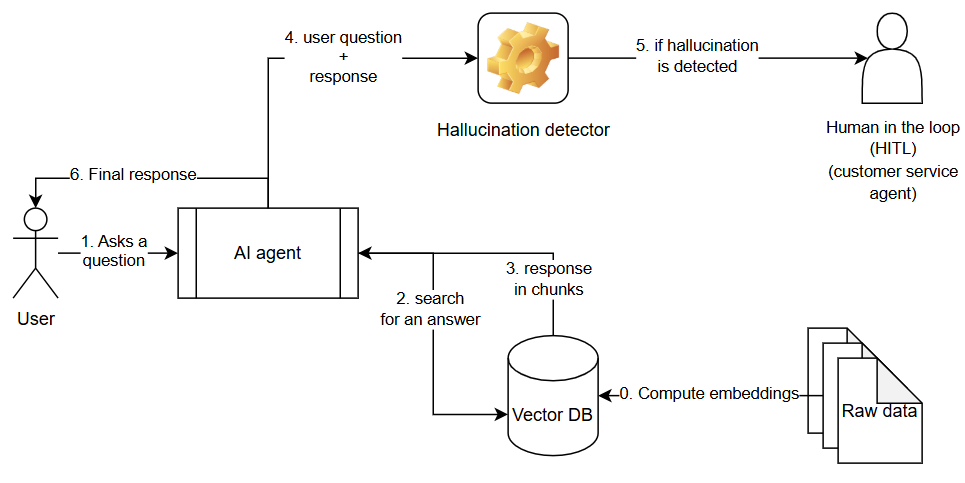 4. user question
+
response
5. if hallucination
is detected
Hallucination detector
Human in the loop
(HITL)
(customer service
agent)
6. Final response
1. Asks a
question
AI agent
User
3. response
in chunks
2. search
for an answer
0. Compute embeddings
Vector DB
Raw data